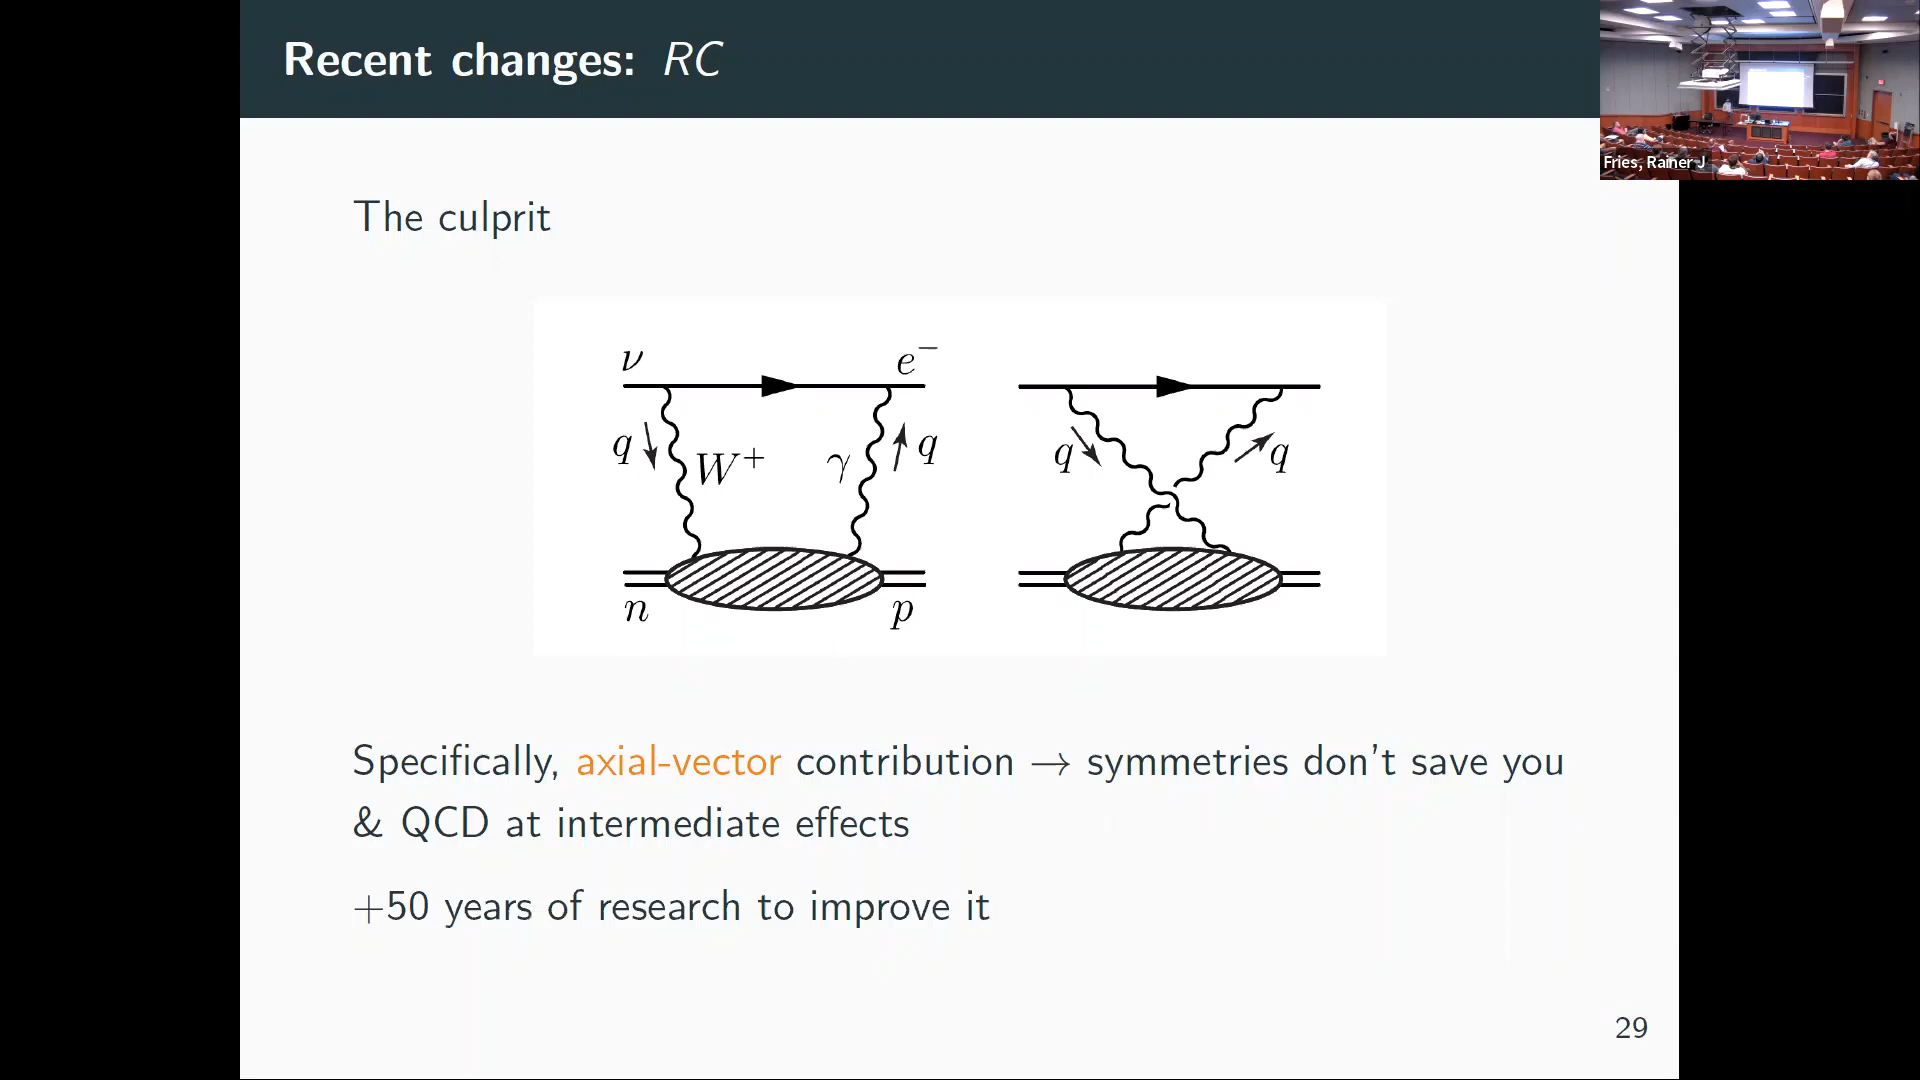 Recent changes: RC
Fries, Rainer J
The culprit
ν e⁻
q W⁺ γ q q q
n p
Specifically, axial-vector contribution → symmetries don't save you
& QCD at intermediate effects
+50 years of research to improve it
29